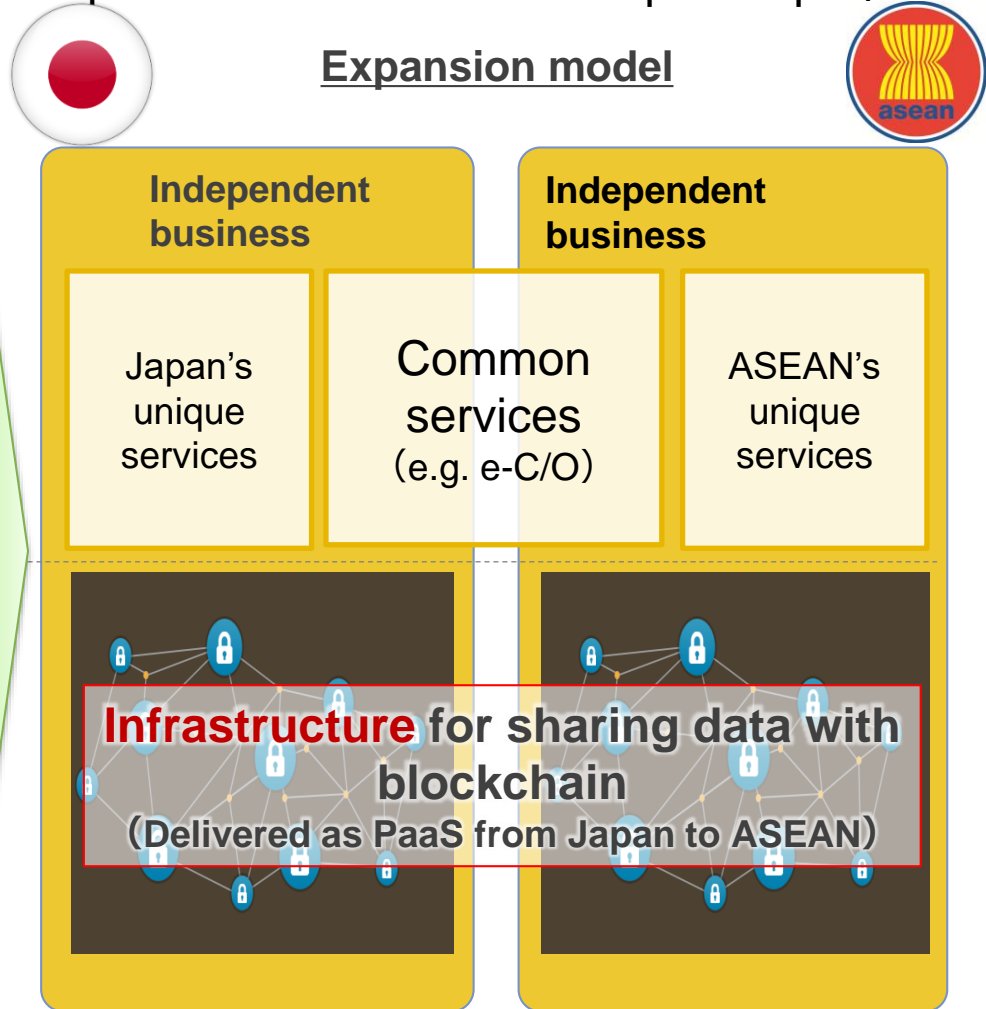 Expansion model
asean
Independent
business
Independent
business
Japan’s
unique
services
Common
services
（e.g. e-C/O）
ASEAN’s
unique
services
Infrastructure for sharing data with
blockchain
（Delivered as PaaS from Japan to ASEAN）